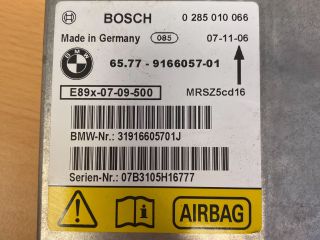 BOSCH 0 285 010 066
Made in Germany 085 07-11-06
BMW 65.77 - 9166057-01
E89x-07-09-500 MRSZ5cd16
BMW-Nr.: 31916605701J
Serien-Nr.: 07B3105H16777
AIRBAG